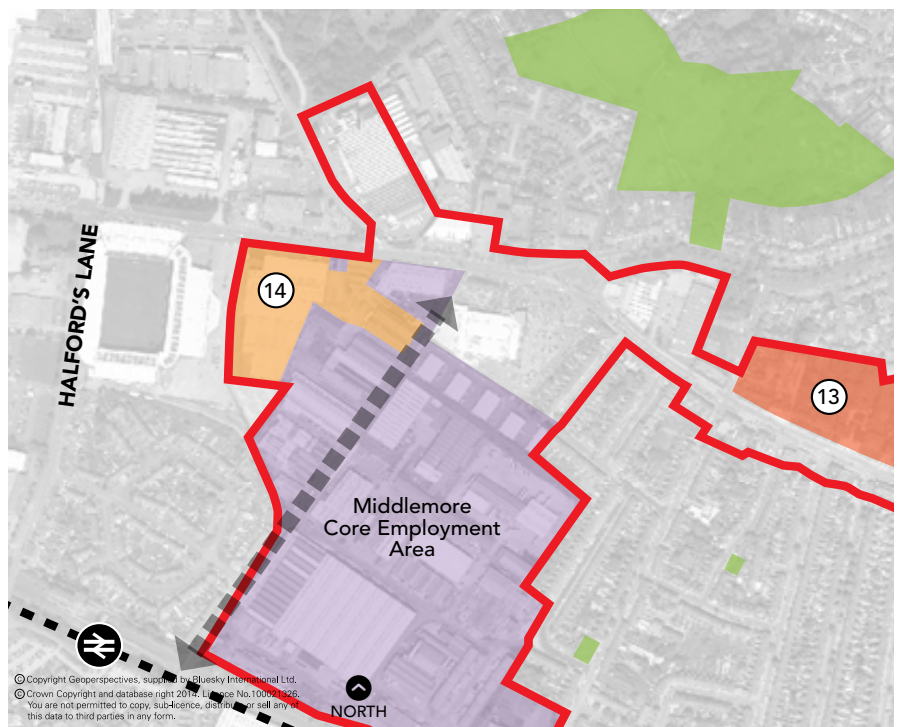 HALFORD'S LANE
14
13
Middlemore
Core Employment
Area
NORTH
© Copyright Geoperspectives, supplied by Bluesky International Ltd.
© Crown Copyright and database right 2014. Licence No.100021326.
You are not permitted to copy, sub-licence, distribute or sell any of
this data to third parties in any form.